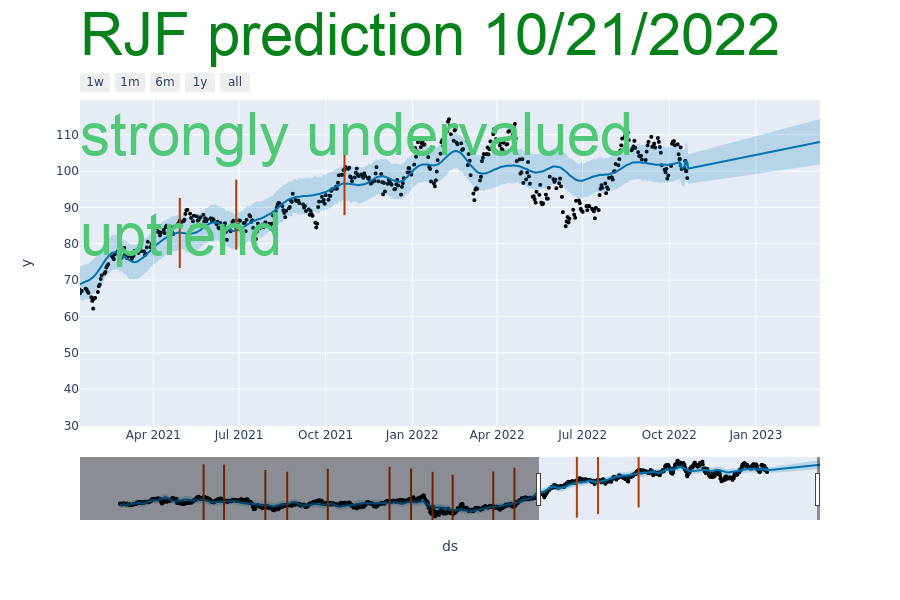 RJF prediction 10/21/2022
1w 1m 6m 1y all
strongly undervalued
uptrend
y
110
100
90
80
70
60
50
40
30
Apr 2021 Jul 2021 Oct 2021 Jan 2022 Apr 2022 Jul 2022 Oct 2022 Jan 2023
ds